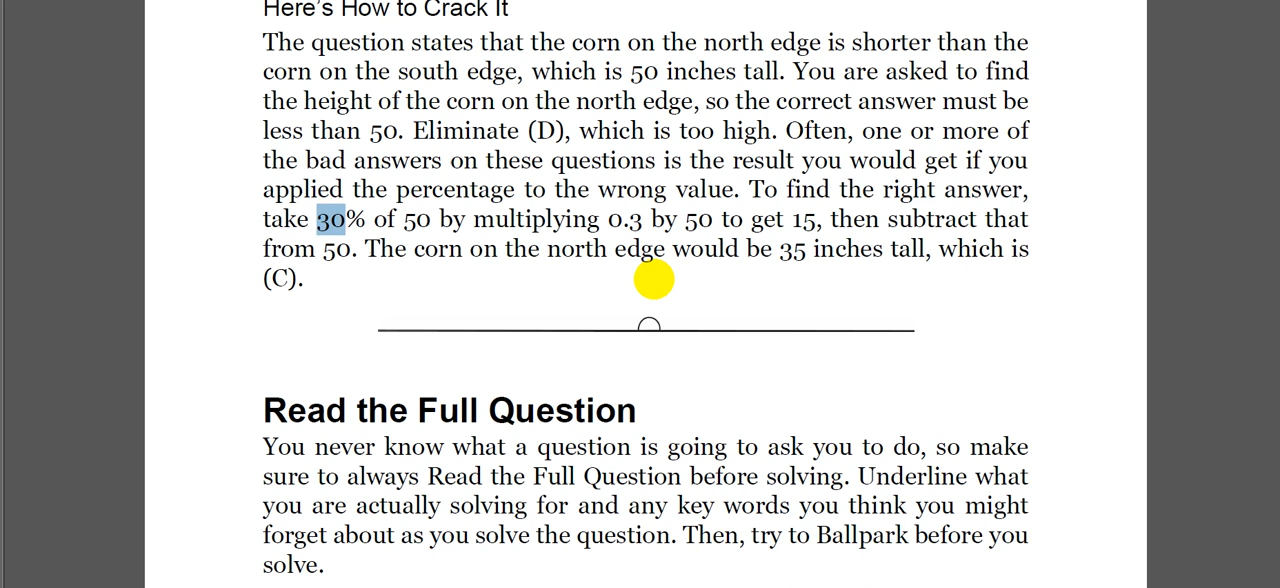 Here's How to Crack It
The question states that the corn on the north edge is shorter than the
corn on the south edge, which is 50 inches tall. You are asked to find
the height of the corn on the north edge, so the correct answer must be
less than 50. Eliminate (D), which is too high. Often, one or more of
the bad answers on these questions is the result you would get if you
applied the percentage to the wrong value. To find the right answer,
take 30% of 50 by multiplying 0.3 by 50 to get 15, then subtract that
from 50. The corn on the north edge would be 35 inches tall, which is
(C).
Read the Full Question
You never know what a question is going to ask you to do, so make
sure to always Read the Full Question before solving. Underline what
you are actually solving for and any key words you think you might
forget about as you solve the question. Then, try to Ballpark before you
solve.